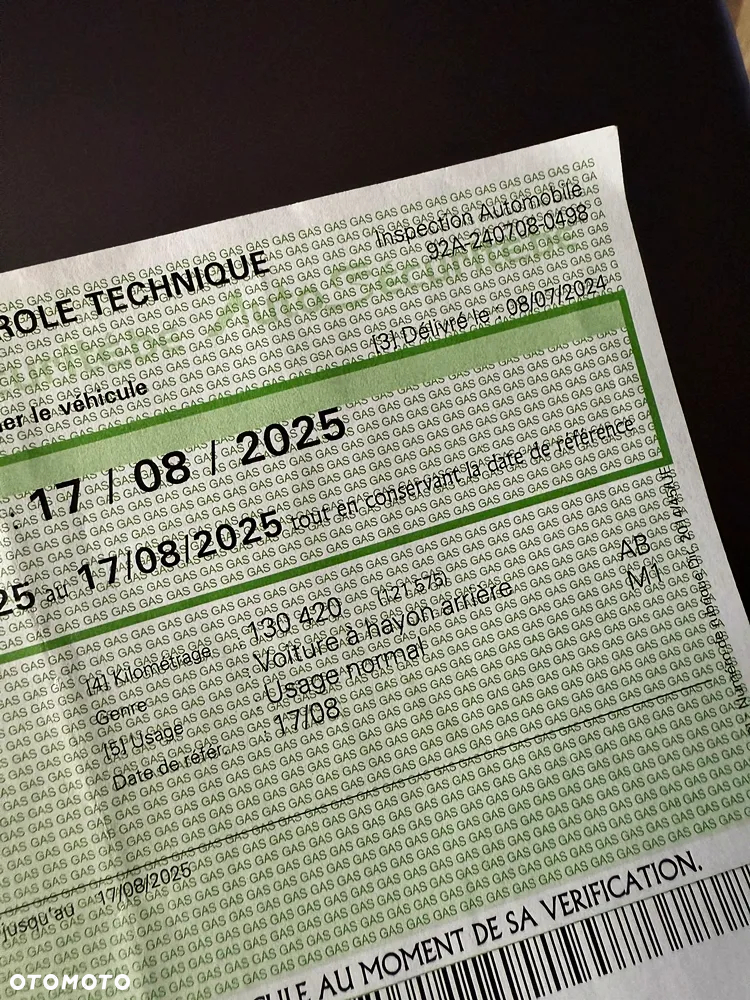 Inspection Automobile
92A-240708-0498
ROLE TECHNIQUE
[3] Délivré le : 08/07/2024
er le véhicule
: 17 / 08 / 2025
25 au 17/08/2025 tout en conservant la date de référence
[4] Kilométrage : 130.420 (121.575)
Genre : Voiture à hayon arrière AB
[5] Usage : Usage normal M1
Date de référ. : 17/08
jusqu'au 17/08/2025
CULE AU MOMENT DE SA VERIFICATION.
OTOMOTO